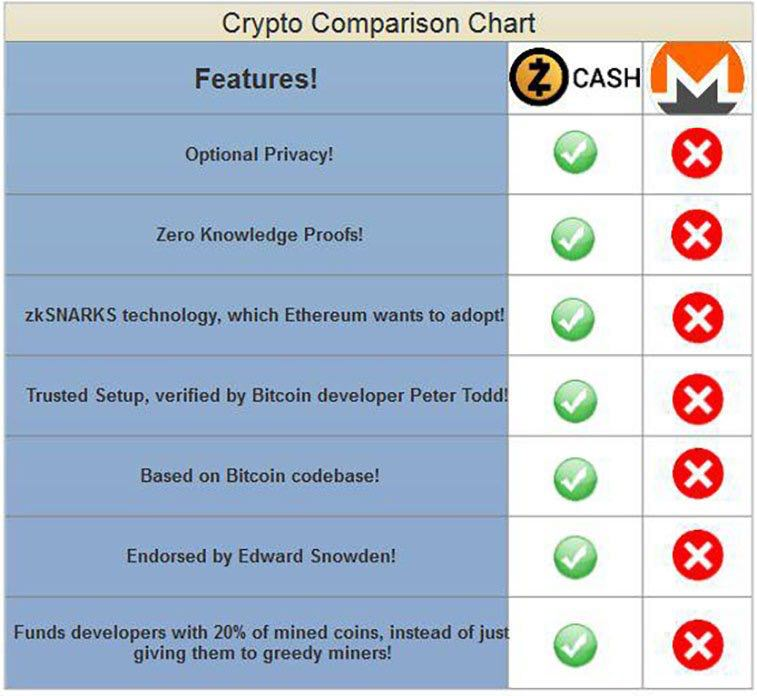 Crypto Comparison Chart
Features!
CASH
Optional Privacy!
Zero Knowledge Proofs!
zkSNARKS technology, which Ethereum wants to adopt!
Trusted Setup, verified by Bitcoin developer Peter Todd!
Based on Bitcoin codebase!
Endorsed by Edward Snowden!
Funds developers with 20% of mined coins, instead of just
giving them to greedy miners!